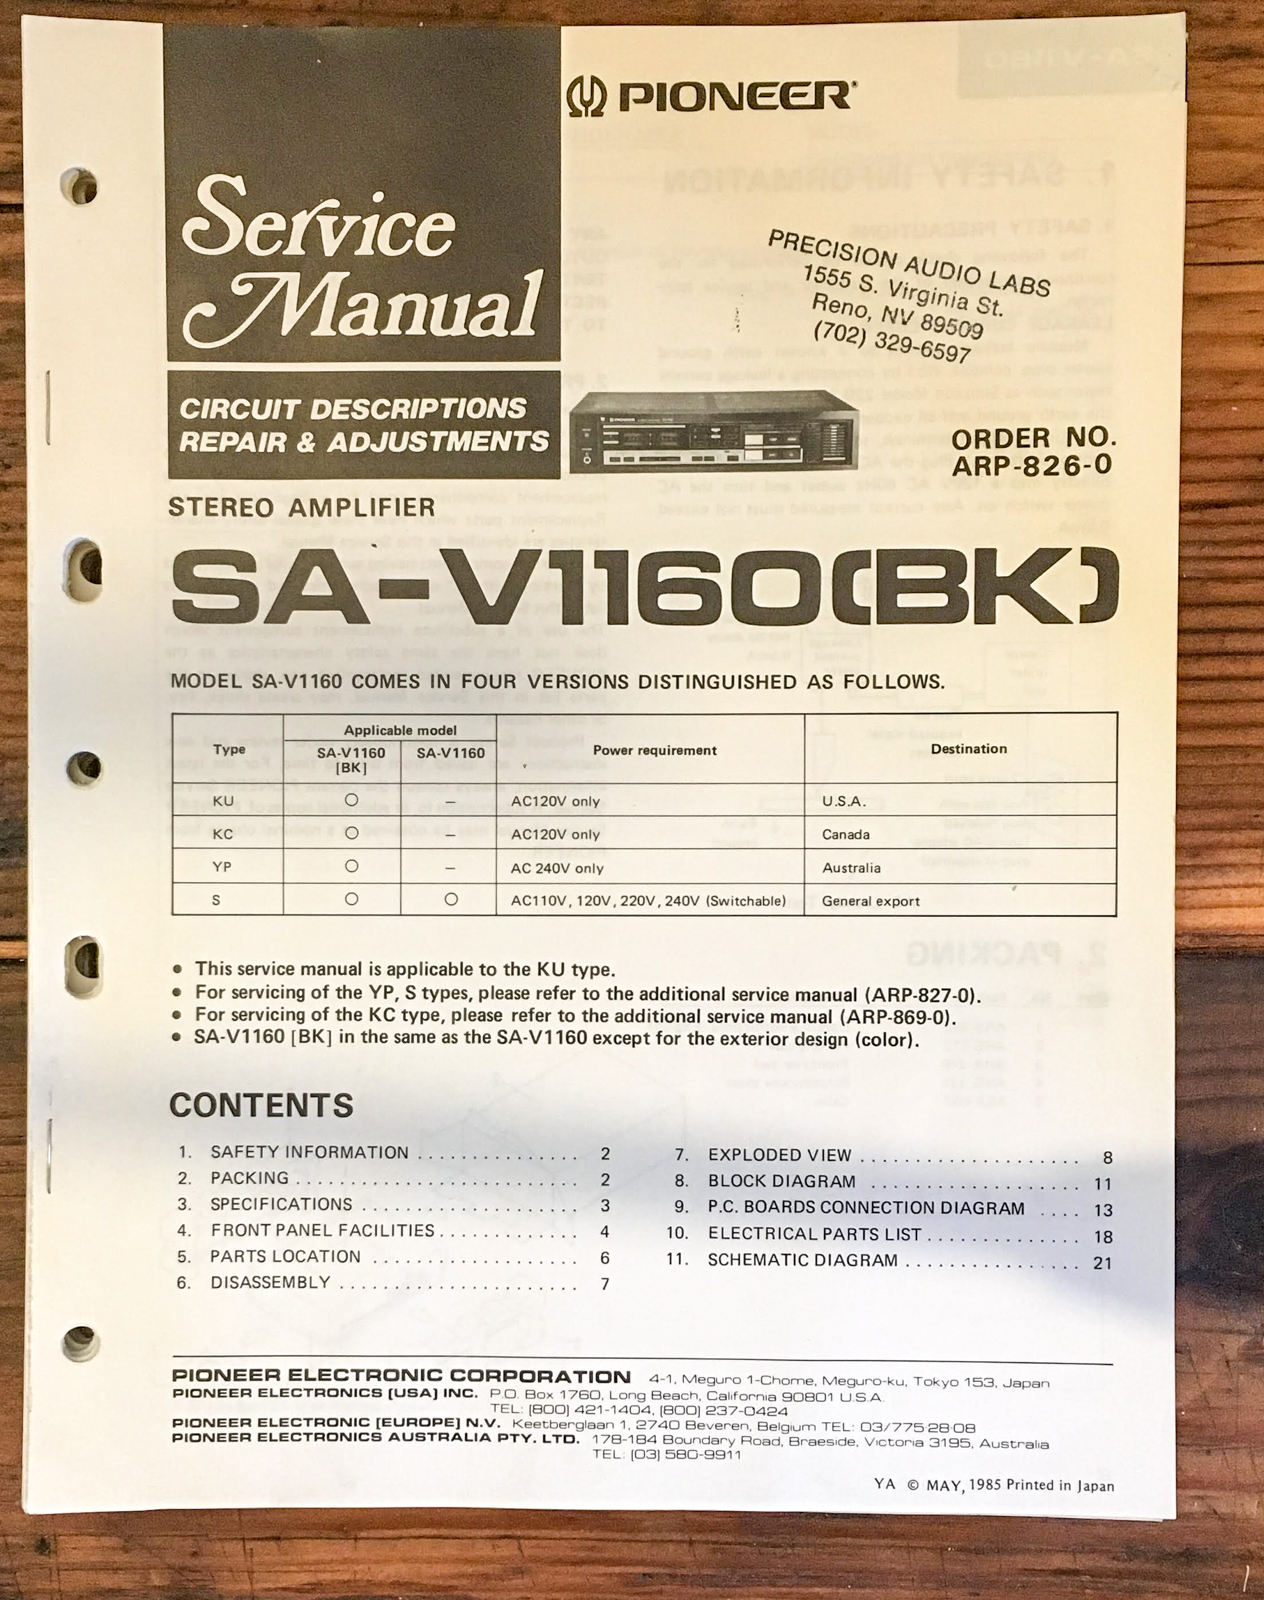 PIONEER®
Service
Manual
PRECISION AUDIO LABS
1555 S. Virginia St.
Reno, NV 89509
(702) 329-6597
CIRCUIT DESCRIPTIONS
REPAIR & ADJUSTMENTS
ORDER NO.
ARP-826-0
STEREO AMPLIFIER
SA-V1160(BK)
MODEL SA-V1160 COMES IN FOUR VERSIONS DISTINGUISHED AS FOLLOWS.
Type Applicable model Power requirement Destination
SA-V1160 [BK] SA-V1160
KU ○ – AC120V only U.S.A.
KC ○ – AC120V only Canada
YP ○ – AC 240V only Australia
S ○ ○ AC110V, 120V, 220V, 240V (Switchable) General export
• This service manual is applicable to the KU type.
• For servicing of the YP, S types, please refer to the additional service manual (ARP-827-0).
• For servicing of the KC type, please refer to the additional service manual (ARP-869-0).
• SA-V1160 [BK] in the same as the SA-V1160 except for the exterior design (color).
CONTENTS
1. SAFETY INFORMATION . . . . . . . . . . . . . . . 2
2. PACKING . . . . . . . . . . . . . . . . . . . . . . . . . . 2
3. SPECIFICATIONS . . . . . . . . . . . . . . . . . . . . 3
4. FRONT PANEL FACILITIES . . . . . . . . . . . . . 4
5. PARTS LOCATION . . . . . . . . . . . . . . . . . . . 6
6. DISASSEMBLY . . . . . . . . . . . . . . . . . . . . . . 7
7. EXPLODED VIEW . . . . . . . . . . . . . . . . . . . . 8
8. BLOCK DIAGRAM . . . . . . . . . . . . . . . . . . . 11
9. P.C. BOARDS CONNECTION DIAGRAM . . . . 13
10. ELECTRICAL PARTS LIST . . . . . . . . . . . . . . 18
11. SCHEMATIC DIAGRAM . . . . . . . . . . . . . . . . 21
PIONEER ELECTRONIC CORPORATION 4-1, Meguro 1-Chome, Meguro-ku, Tokyo 153, Japan
PIONEER ELECTRONICS [USA] INC. P.O. Box 1760, Long Beach, California 90801 U.S.A.
TEL: [800] 421-1404, [800] 237-0424
PIONEER ELECTRONIC [EUROPE] N.V. Keetberglaan 1, 2740 Beveren, Belgium TEL: 03/775·28·08
PIONEER ELECTRONICS AUSTRALIA PTY. LTD. 178-184 Boundary Road, Braeside, Victoria 3195, Australia
TEL: [03] 580-9911
YA © MAY, 1985 Printed in Japan